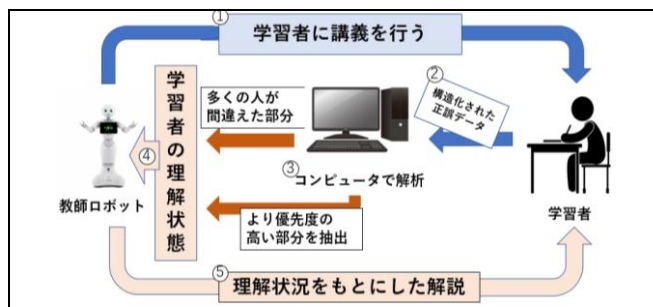 ①
学習者に講義を行う
②
構造化された
正誤データ
多くの人が
間違えた部分
③
コンピュータで解析
より優先度の
高い部分を抽出
学習者の理解状態
④
教師ロボット
学習者
⑤
理解状況をもとにした解説